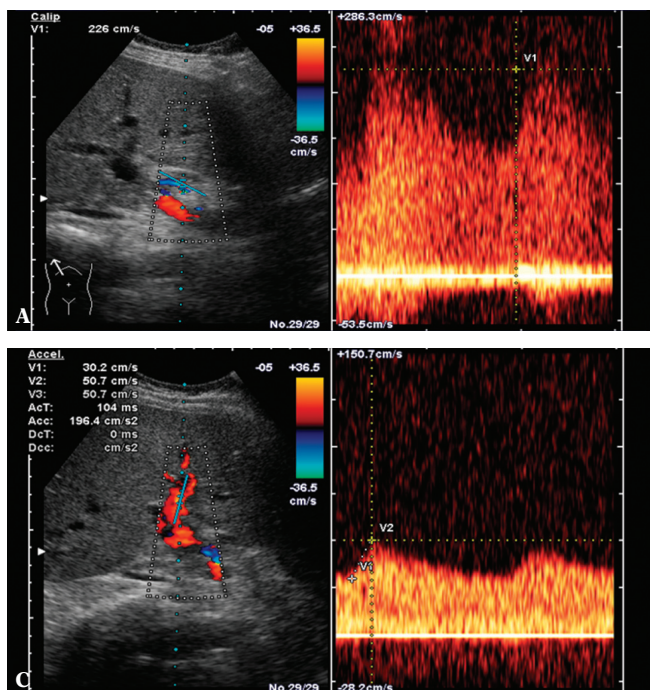 Calip
V1: 226 cm/s
-05 +36.5
-36.5
cm/s
No.29/29
A
+286.3cm/s
V1
-53.5cm/s
Accel.
V1: 30.2 cm/s
V2: 50.7 cm/s
V3: 50.7 cm/s
AcT: 104 ms
Acc: 196.4 cm/s2
DcT: 0 ms
Dcc: cm/s2
-05 +36.5
-36.5
cm/s
No.29/29
C
+150.7cm/s
V2
V1
-28.2cm/s